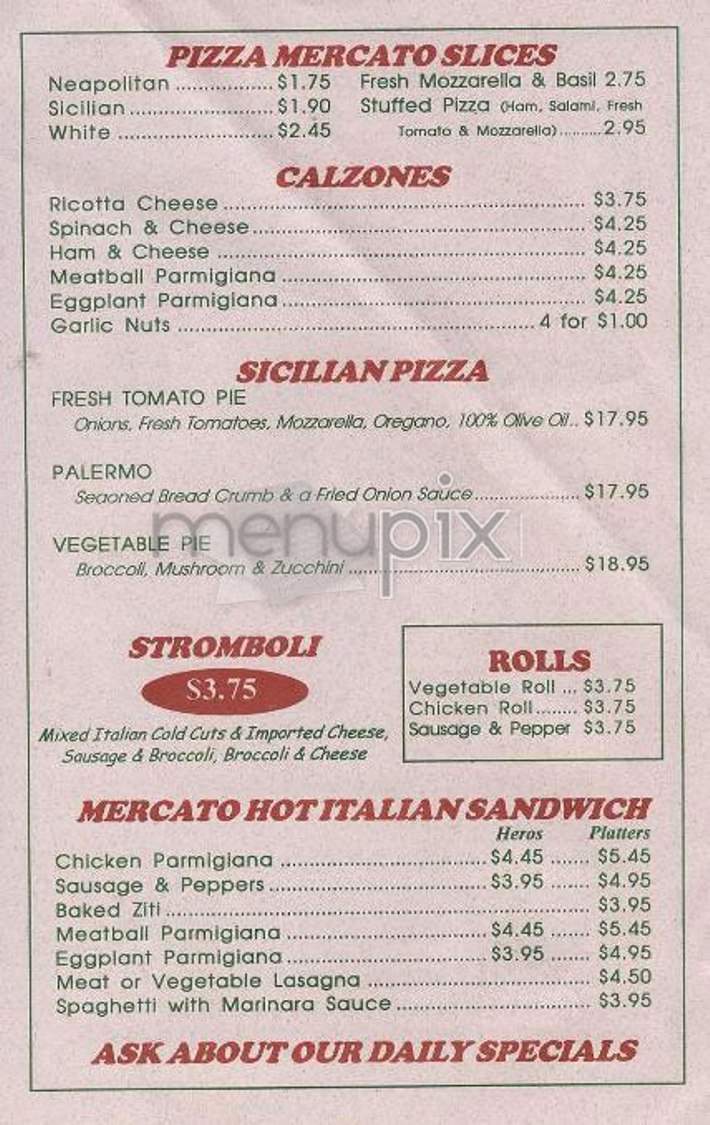 PIZZA MERCATO SLICES
Neapolitan ................. $1.75 Fresh Mozzarella & Basil 2.75
Sicilian ........................ $1.90 Stuffed Pizza (Ham, Salami, Fresh
White .......................... $2.45 Tomato & Mozzarella) .......... 2.95
CALZONES
Ricotta Cheese ............................................................. $3.75
Spinach & Cheese ........................................................ $4.25
Ham & Cheese .............................................................. $4.25
Meatball Parmigiana ................................................... $4.25
Eggplant Parmigiana ................................................... $4.25
Garlic Nuts ............................................................ 4 for $1.00
SICILIAN PIZZA
FRESH TOMATO PIE
Onions, Fresh Tomatoes, Mozzarella, Oregano, 100% Olive Oil.. $17.95
PALERMO
Seaoned Bread Crumb & a Fried Onion Sauce .................. $17.95
menupix
VEGETABLE PIE
Broccoli, Mushroom & Zucchini ....................................... $18.95
STROMBOLI
$3.75
Mixed Italian Cold Cuts & Imported Cheese,
Sausage & Broccoli, Broccoli & Cheese
ROLLS
Vegetable Roll ... $3.75
Chicken Roll ........ $3.75
Sausage & Pepper $3.75
MERCATO HOT ITALIAN SANDWICH
Heros Platters
Chicken Parmigiana .................................. $4.45 ....... $5.45
Sausage & Peppers .................................... $3.95 ....... $4.95
Baked Ziti ....................................................................... $3.95
Meatball Parmigiana ................................. $4.45 ....... $5.45
Eggplant Parmigiana ................................. $3.95 ....... $4.95
Meat or Vegetable Lasagna ...................................... $4.50
Spaghetti with Marinara Sauce ................................. $3.95
ASK ABOUT OUR DAILY SPECIALS